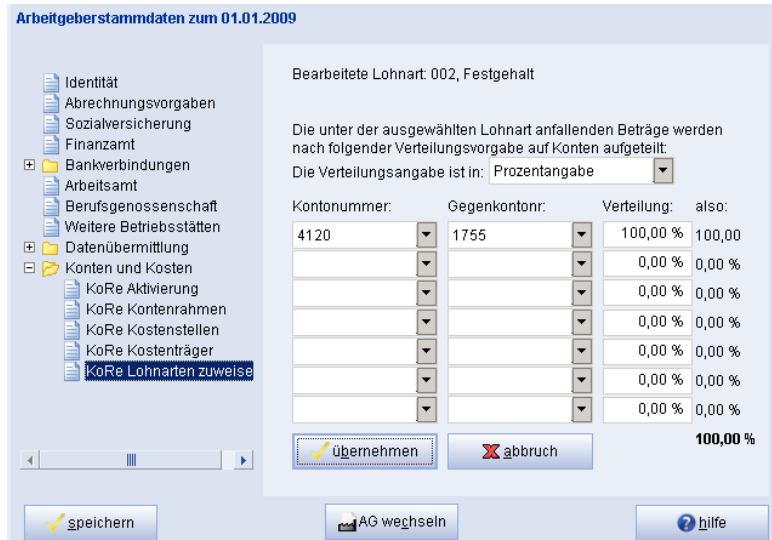 Arbeitgeberstammdaten zum 01.01.2009
Identität
Abrechnungsvorgaben
Sozialversicherung
Finanzamt
Bankverbindungen
Arbeitsamt
Berufsgenossenschaft
Weitere Betriebsstätten
Datenübermittlung
Konten und Kosten
KoRe Aktivierung
KoRe Kontenrahmen
KoRe Kostenstellen
KoRe Kostenträger
KoRe Lohnarten zuweise
Bearbeitete Lohnart: 002, Festgehalt
Die unter der ausgewählten Lohnart anfallenden Beträge werden
nach folgender Verteilungsvorgabe auf Konten aufgeteilt:
Die Verteilungsangabe ist in: Prozentangabe
Kontonummer: Gegenkontonr: Verteilung: also:
4120 1755 100,00 % 100,00
0,00 % 0,00 %
0,00 % 0,00 %
0,00 % 0,00 %
0,00 % 0,00 %
0,00 % 0,00 %
0,00 % 0,00 %
100,00 %
übernehmen abbruch
speichern AG wechseln hilfe